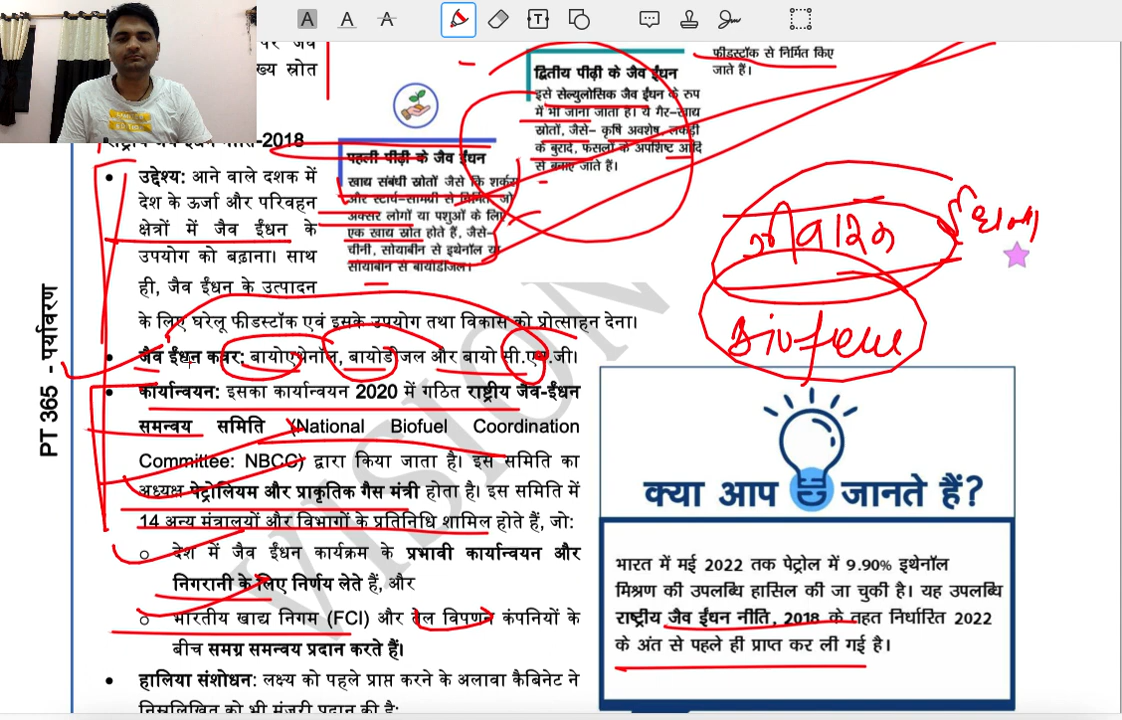 A A A T
पर जैव
ख्य स्रोत
राष्ट्रीय जैव ईंधन नीति-2018
उद्देश्य: आने वाले दशक में
देश के ऊर्जा और परिवहन
क्षेत्रों में जैव ईंधन के
उपयोग को बढ़ाना। साथ
ही, जैव ईंधन के उत्पादन
के लिए घरेलू फीडस्टॉक एवं इसके उपयोग तथा विकास को प्रोत्साहन देना।
जैव ईंधन कवर: बायोएथेनॉल, बायोडीजल और बायो सी.एन.जी।
कार्यान्वयन: इसका कार्यान्वयन 2020 में गठित राष्ट्रीय जैव-ईंधन
समन्वय समिति (National Biofuel Coordination
Committee: NBCC) द्वारा किया जाता है। इस समिति का
अध्यक्ष पेट्रोलियम और प्राकृतिक गैस मंत्री होता है। इस समिति में
14 अन्य मंत्रालयों और विभागों के प्रतिनिधि शामिल होते हैं, जो:
देश में जैव ईंधन कार्यक्रम के प्रभावी कार्यान्वयन और
निगरानी के लिए निर्णय लेते हैं, और
भारतीय खाद्य निगम (FCI) और तेल विपणन कंपनियों के
बीच समग्र समन्वय प्रदान करते हैं।
हालिया संशोधन: लक्ष्य को पहले प्राप्त करने के अलावा कैबिनेट ने
निम्नलिखित को भी मंजूरी प्रदान की है:
पहली पीढ़ी के जैव ईंधन
खाद्य संबंधी स्रोतों जैसे कि शर्करा
और स्टार्च-सामग्री से निर्मित, जो
अक्सर लोगों या पशुओं के लिए
एक खाद्य स्रोत होते हैं, जैसे-
चीनी, सोयाबीन से इथेनॉल या
सोयाबीन से बायोडीजल।
द्वितीय पीढ़ी के जैव ईंधन
इसे सेल्युलोसिक जैव ईंधन के रूप
में भी जाना जाता है। ये गैर-खाद्य
स्रोतों, जैसे- कृषि अवशेष, लकड़ी
के बुरादे, फसलों के अपशिष्ट आदि
से बनाए जाते हैं।
फीडस्टॉक से निर्मित किए
जाते हैं।
Biofuel
क्या आप जानते हैं?
भारत में मई 2022 तक पेट्रोल में 9.90% इथेनॉल
मिश्रण की उपलब्धि हासिल की जा चुकी है। यह उपलब्धि
राष्ट्रीय जैव ईंधन नीति, 2018 के तहत निर्धारित 2022
के अंत से पहले ही प्राप्त कर ली गई है।
PT 365 - पर्यावरण
VISION